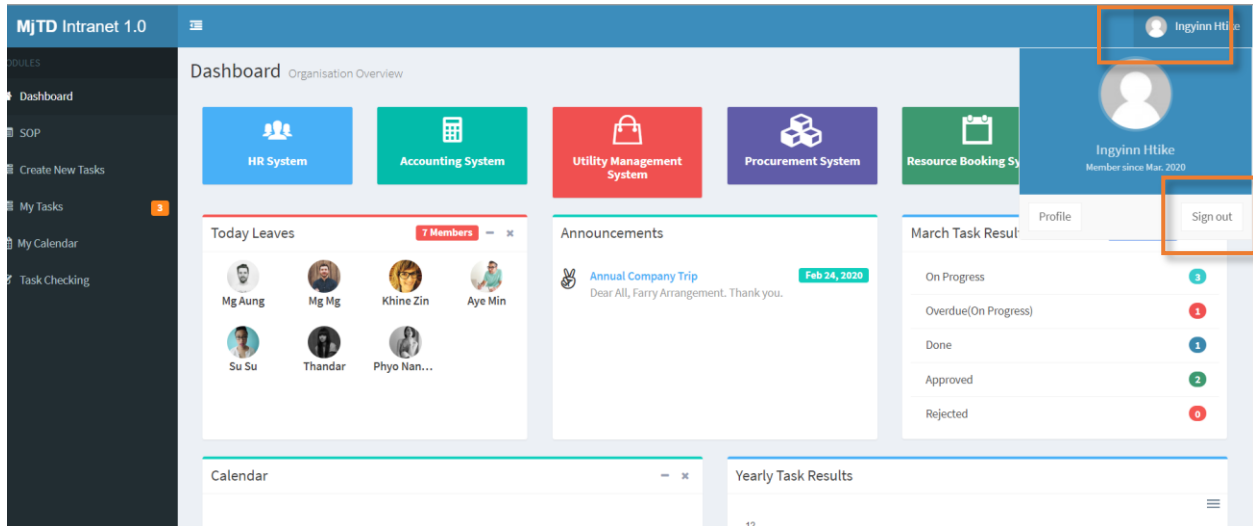 MjTD Intranet 1.0
Ingyinn Htike
Dashboard
SOP
Create New Tasks
My Tasks 3
My Calendar
Task Checking
Dashboard Organisation Overview
HR System
Accounting System
Utility Management
System
Procurement System
Resource Booking Sy
Ingyinn Htike
Member since Mar. 2020
Profile
Sign out
Today Leaves
7 Members
Mg Aung
Mg Mg
Khine Zin
Aye Min
Su Su
Thandar
Phyo Nan...
Announcements
Annual Company Trip
Feb 24, 2020
Dear All, Farry Arrangement. Thank you.
March Task Resul
On Progress 3
Overdue(On Progress) 1
Done 1
Approved 2
Rejected 0
Calendar
Yearly Task Results